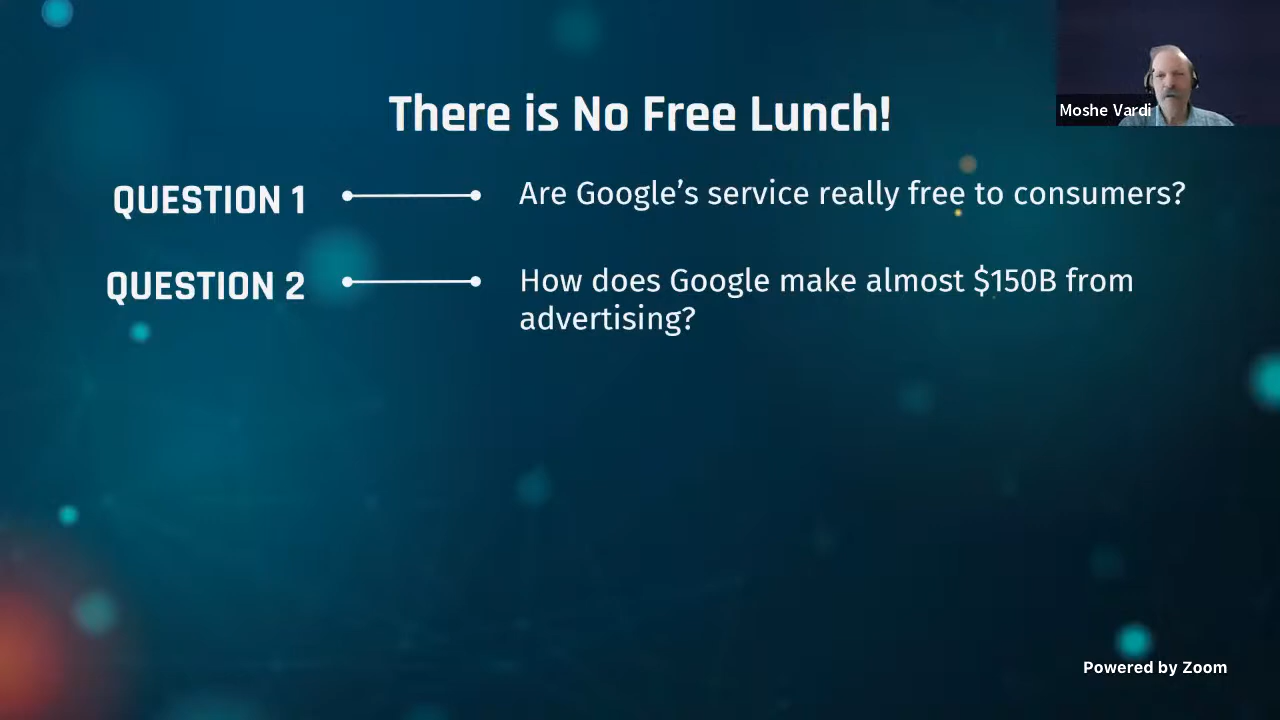 Moshe Vardi
There is No Free Lunch!
QUESTION 1
Are Google’s service really free to consumers?
QUESTION 2
How does Google make almost $150B from
advertising?
Powered by Zoom